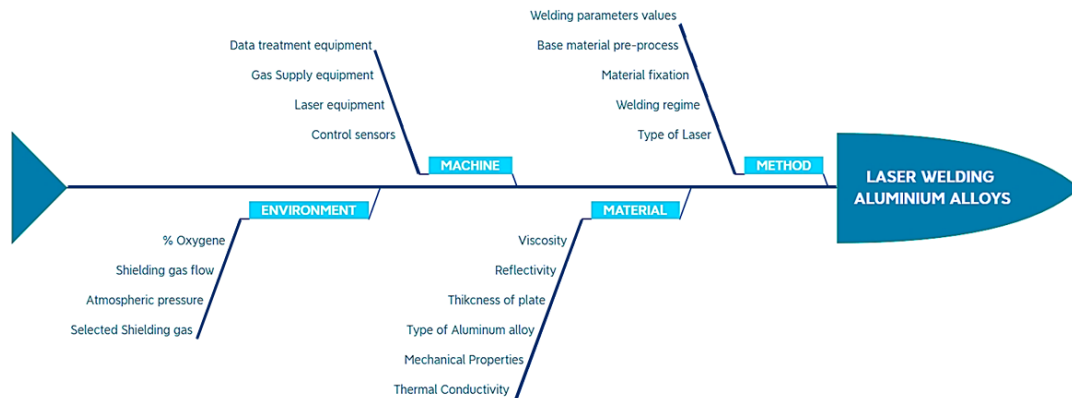 Welding parameters values
Base material pre-process
Material fixation
Welding regime
Type of Laser
METHOD
Data treatment equipment
Gas Supply equipment
Laser equipment
Control sensors
MACHINE
LASER WELDING
ALUMINIUM ALLOYS
ENVIRONMENT
% Oxygene
Shielding gas flow
Atmospheric pressure
Selected Shielding gas
MATERIAL
Viscosity
Reflectivity
Thikcness of plate
Type of Aluminum alloy
Mechanical Properties
Thermal Conductivity